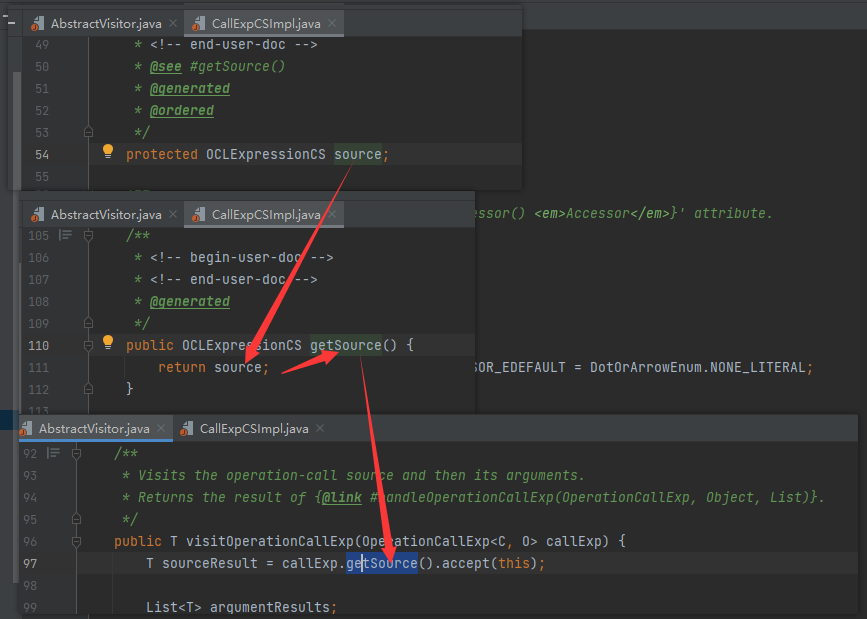 AbstractVisitor.java
CallExpCSImpl.java
49 * <!-- end-user-doc -->
50 * @see #getSource()
51 * @generated
52 * @ordered
53 */
54 protected OCLExpressionCS source;
55
ssor() <em>Accessor</em>}' attribute.
AbstractVisitor.java
CallExpCSImpl.java
105 /**
106 * <!-- begin-user-doc -->
107 * <!-- end-user-doc -->
108 * @generated
109 */
110 public OCLExpressionCS getSource() {
111 return source;
SOR_EDEFAULT = DotOrArrowEnum.NONE_LITERAL;
112 }
113
AbstractVisitor.java
CallExpCSImpl.java
92 /**
93 * Visits the operation-call source and then its arguments.
94 * Returns the result of {@link #handleOperationCallExp(OperationCallExp, Object, List)}.
95 */
96 public T visitOperationCallExp(OperationCallExp<C, O> callExp) {
97 T sourceResult = callExp.getSource().accept(this);
98
99 List<T> argumentResults;